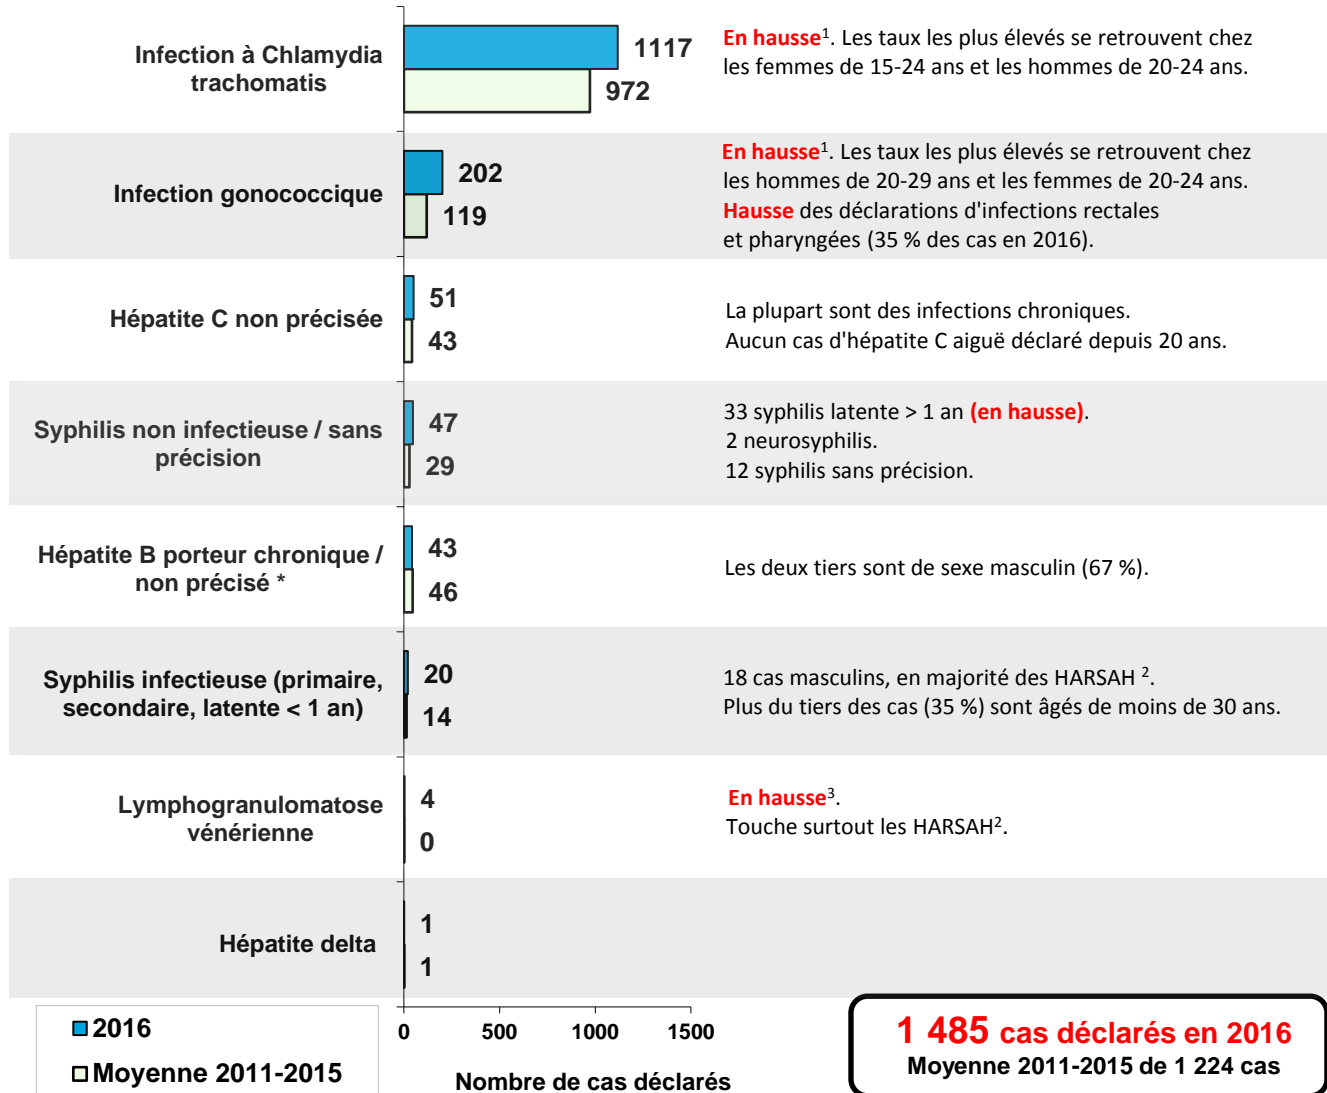 Infection à Chlamydia
trachomatis
1117
972
En hausse¹. Les taux les plus élevés se retrouvent chez
les femmes de 15-24 ans et les hommes de 20-24 ans.
Infection gonococcique
202
119
En hausse¹. Les taux les plus élevés se retrouvent chez
les hommes de 20-29 ans et les femmes de 20-24 ans.
Hausse des déclarations d'infections rectales
et pharyngées (35 % des cas en 2016).
Hépatite C non précisée
51
43
La plupart sont des infections chroniques.
Aucun cas d'hépatite C aiguë déclaré depuis 20 ans.
Syphilis non infectieuse / sans
précision
47
29
33 syphilis latente > 1 an (en hausse).
2 neurosyphilis.
12 syphilis sans précision.
Hépatite B porteur chronique /
non précisé *
43
46
Les deux tiers sont de sexe masculin (67 %).
Syphilis infectieuse (primaire,
secondaire, latente < 1 an)
20
14
18 cas masculins, en majorité des HARSAH ².
Plus du tiers des cas (35 %) sont âgés de moins de 30 ans.
Lymphogranulomatose
vénérienne
4
0
En hausse³.
Touche surtout les HARSAH².
Hépatite delta
1
1
2016
Moyenne 2011-2015
0 500 1000 1500
Nombre de cas déclarés
1 485 cas déclarés en 2016
Moyenne 2011-2015 de 1 224 cas